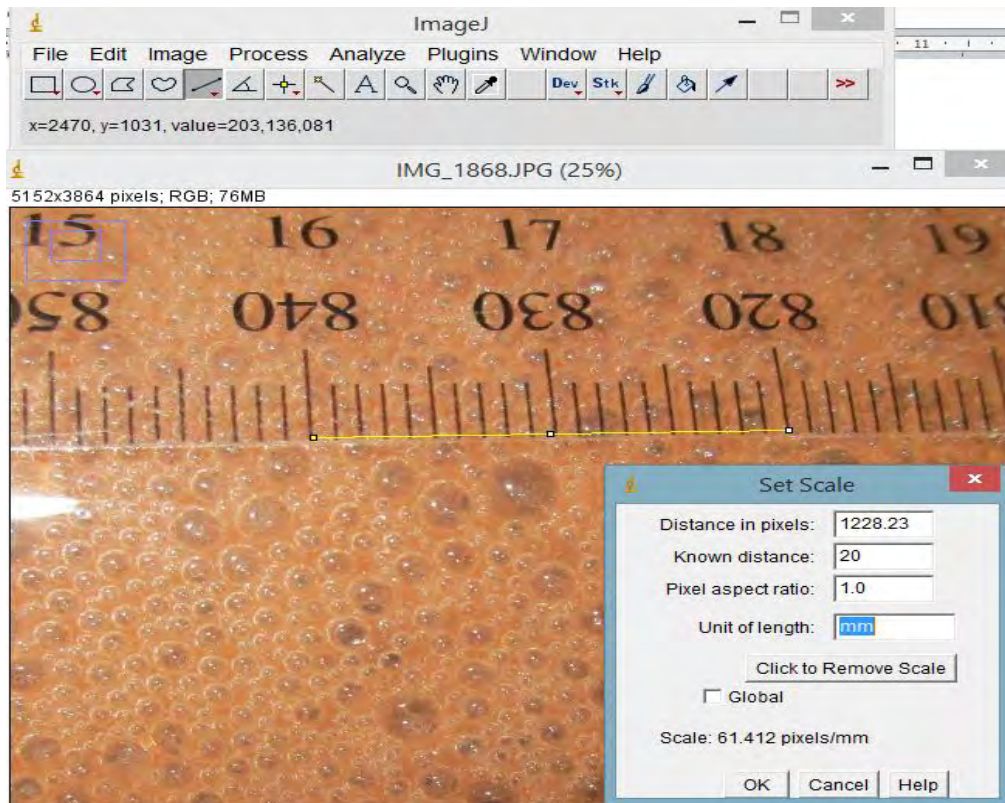 ImageJ
File Edit Image Process Analyze Plugins Window Help
11
Dev Stk >>
x=2470, y=1031, value=203,136,081
IMG_1868.JPG (25%)
5152x3864 pixels; RGB; 76MB
15 16 17 18 19
850 840 830 820 810
Set Scale
Distance in pixels: 1228.23
Known distance: 20
Pixel aspect ratio: 1.0
Unit of length: mm
Click to Remove Scale
Global
Scale: 61.412 pixels/mm
OK Cancel Help